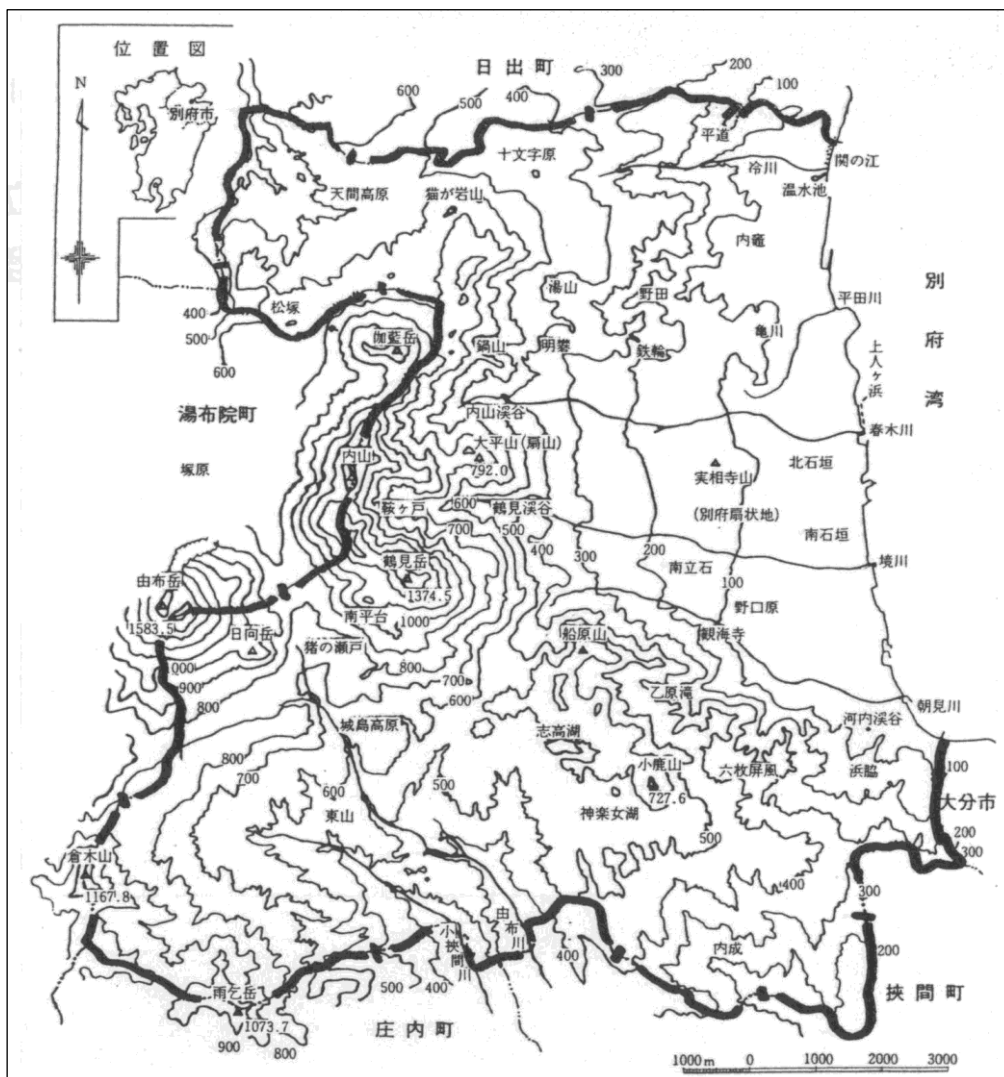 位置図
N
別府市
日出町
600
500
400
300
200
100
平道
十文字原
冷川
関の江
温水池
天間高原
猫が岩山
内竈
湯山
野田
平田川
別府湾
松塚
400
500
600
伽藍岳
鍋山
明礬
鉄輪
亀川
上人ヶ浜
湯布院町
内山渓谷
春木川
大平山(扇山)
792.0
内山
北石垣
実相寺山
塚原
鞍ヶ戸
600
鶴見渓谷
(別府扇状地)
700
500
南石垣
400
300
200
鶴見岳
南立石
境川
由布岳
1374.5
100
1583.5
南平台
1000
野口原
日向岳
船原山
観海寺
猪の瀬戸
1000
800
900
700
乙原滝
800
600
朝見川
城島高原
志高湖
河内渓谷
800
小鹿山
六枚屏風
浜脇
100
700
500
600
727.6
大分市
東山
神楽女湖
200
500
300
倉木山
400
300
1167.8
由布川
小挾間川
内成
200
400
雨乞岳
500
400
挾間町
1073.7
庄内町
900
800
1000m
0
1000
2000
3000